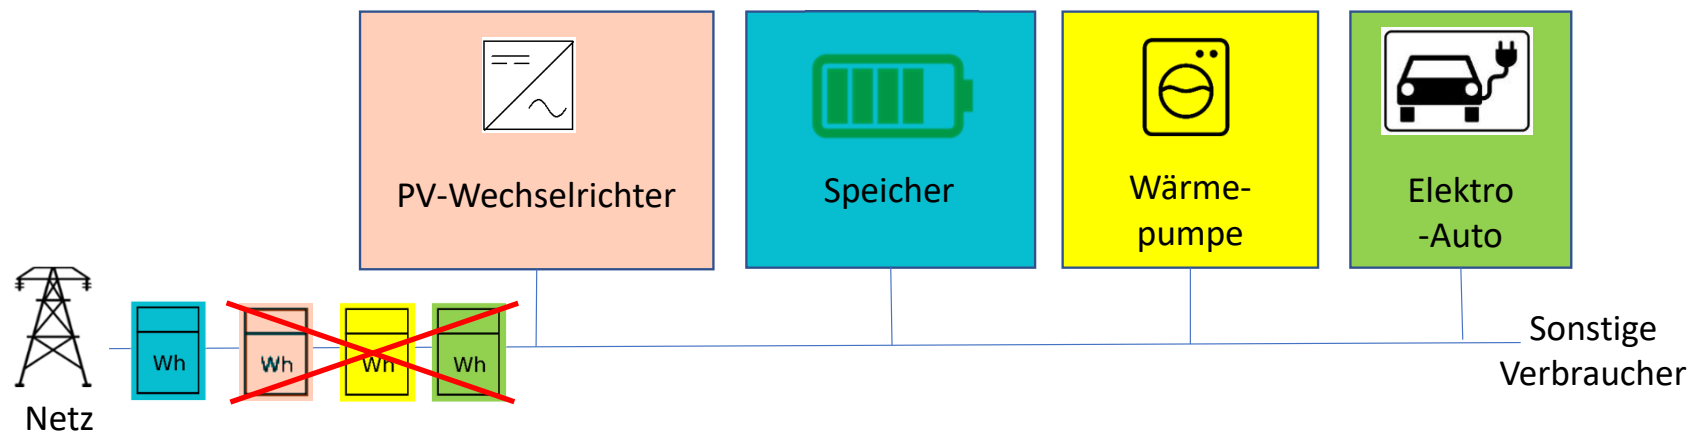 PV-Wechselrichter
Speicher
Wärme-
pumpe
Elektro
-Auto
Wh
Wh
Wh
Wh
Netz
Sonstige
Verbraucher